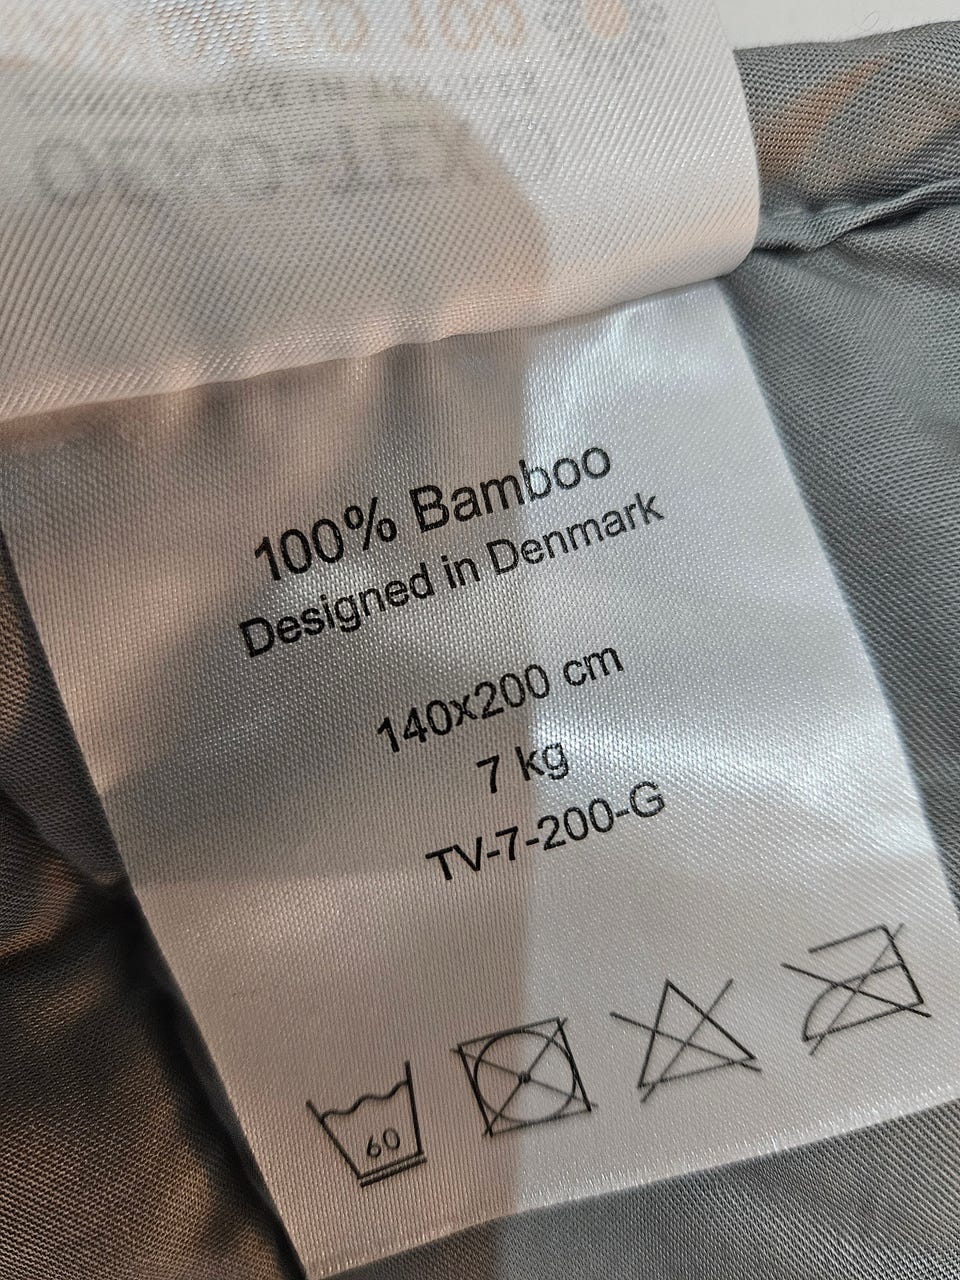 100% Bamboo
Designed in Denmark
140x200 cm
7 kg
TV-7-200-G
60